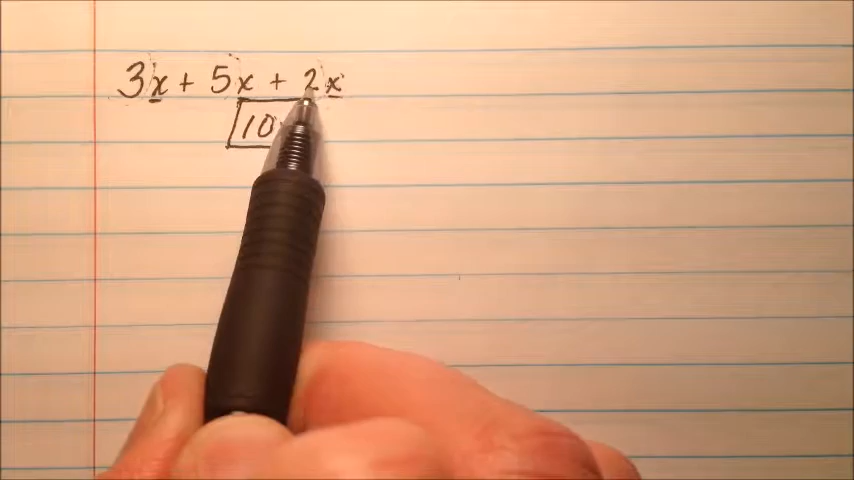 3x + 5x + 2x
10